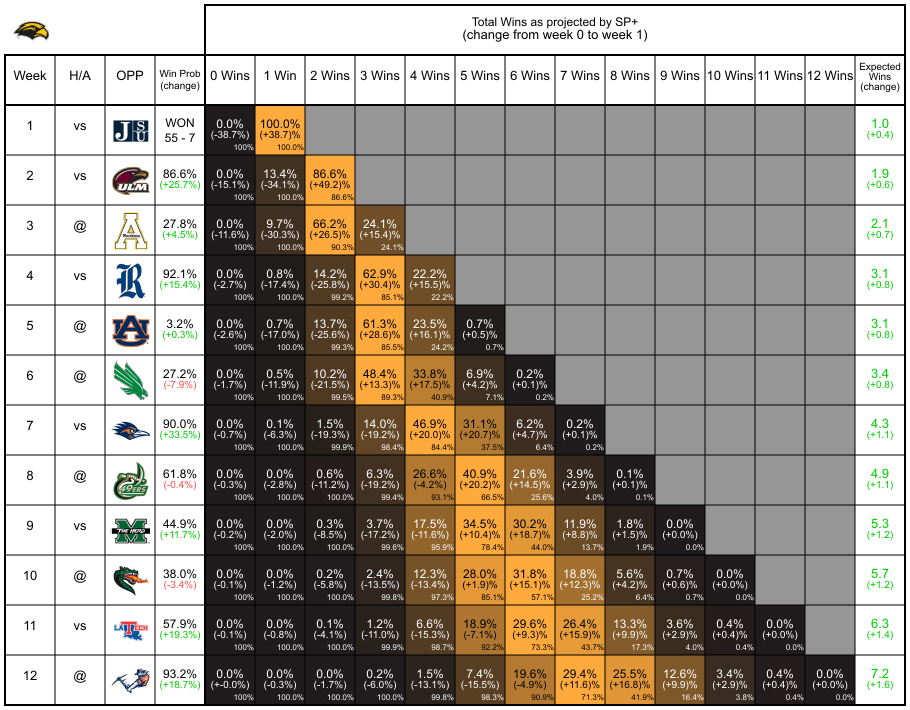 Total Wins as projected by SP+
(change from week 0 to week 1)
Week H/A OPP Win Prob (change) 0 Wins 1 Win 2 Wins 3 Wins 4 Wins 5 Wins 6 Wins 7 Wins 8 Wins 9 Wins 10 Wins 11 Wins 12 Wins Expected Wins (change)
1 vs JSU WON 0.0% 100.0% 1.0
55 - 7 (-38.7%) (+38.7)% (+0.4)
100% 100.0%
2 vs ULM 86.6% 0.0% 13.4% 86.6% 1.9
(+25.7%) (-15.1%) (-34.1%) (+49.2)% (+0.6)
100% 100.0% 86.6%
3 @ A 27.8% 0.0% 9.7% 66.2% 24.1% 2.1
(+4.5%) (-11.6%) (-30.3%) (+26.5)% (+15.4)% (+0.7)
100% 100.0% 90.3% 24.1%
4 vs R 92.1% 0.0% 0.8% 14.2% 62.9% 22.2% 3.1
(+15.4%) (-2.7%) (-17.4%) (-25.8%) (+30.4)% (+15.5)% (+0.8)
100% 100.0% 99.2% 85.1% 22.2%
5 @ AU 3.2% 0.0% 0.7% 13.7% 61.3% 23.5% 0.7% 3.1
(+0.3%) (-2.6%) (-17.0%) (-25.6%) (+28.6)% (+16.1)% (+0.5)% (+0.8)
100% 100.0% 99.3% 85.5% 24.2% 0.7%
6 @ 27.2% 0.0% 0.5% 10.2% 48.4% 33.8% 6.9% 0.2% 3.4
(-7.9%) (-1.7%) (-11.9%) (-21.5%) (+13.3)% (+17.5)% (+4.2)% (+0.1)% (+0.8)
100% 100.0% 99.5% 89.3% 40.9% 7.1% 0.2%
7 vs 90.0% 0.0% 0.1% 1.5% 14.0% 46.9% 31.1% 6.2% 0.2% 4.3
(+33.5%) (-0.7%) (-6.3%) (-19.3%) (-19.2%) (+20.0)% (+20.7)% (+4.7)% (+0.1)% (+1.1)
100% 100.0% 99.9% 98.4% 84.4% 37.5% 6.4% 0.2%
8 @ 49ERS 61.8% 0.0% 0.0% 0.6% 6.3% 26.6% 40.9% 21.6% 3.9% 0.1% 4.9
(-0.4%) (-0.3%) (-2.8%) (-11.2%) (-19.2%) (-4.2%) (+20.2)% (+14.5)% (+2.9)% (+0.1)% (+1.1)
100% 100.0% 100.0% 99.4% 93.1% 66.5% 25.6% 4.0% 0.1%
9 vs M THE HERD 44.9% 0.0% 0.0% 0.3% 3.7% 17.5% 34.5% 30.2% 11.9% 1.8% 0.0% 5.3
(+11.7%) (-0.2%) (-2.0%) (-8.5%) (-17.2%) (-11.6%) (+10.4)% (+18.7)% (+8.8)% (+1.5)% (+0.0)% (+1.2)
100% 100.0% 100.0% 99.6% 95.9% 78.4% 44.0% 13.7% 1.9% 0.0%
10 @ 38.0% 0.0% 0.0% 0.2% 2.4% 12.3% 28.0% 31.8% 18.8% 5.6% 0.7% 0.0% 5.7
(-3.4%) (-0.1%) (-1.2%) (-5.8%) (-13.5%) (-13.4%) (+1.9)% (+15.1)% (+12.3)% (+4.2)% (+0.6)% (+0.0)% (+1.2)
100% 100.0% 100.0% 99.8% 97.3% 85.1% 57.1% 25.2% 6.4% 0.7% 0.0%
11 vs LA TECH 57.9% 0.0% 0.0% 0.1% 1.2% 6.6% 18.9% 29.6% 26.4% 13.3% 3.6% 0.4% 0.0% 6.3
(+19.3%) (-0.1%) (-0.8%) (-4.1%) (-11.0%) (-15.3%) (-7.1%) (+9.3)% (+15.9)% (+9.9)% (+2.9)% (+0.4)% (+0.0)% (+1.4)
100% 100.0% 100.0% 99.9% 98.7% 92.2% 73.3% 43.7% 17.3% 4.0% 0.4% 0.0%
12 @ 93.2% 0.0% 0.0% 0.0% 0.2% 1.5% 7.4% 19.6% 29.4% 25.5% 12.6% 3.4% 0.4% 0.0% 7.2
(+18.7%) (+-0.0%) (-0.3%) (-1.7%) (-6.0%) (-13.1%) (-15.5%) (-4.9%) (+11.6)% (+16.8)% (+9.9)% (+2.9)% (+0.4)% (+0.0)% (+1.6)
100% 100.0% 100.0% 100.0% 99.8% 98.3% 90.9% 71.3% 41.9% 16.4% 3.8% 0.4% 0.0%